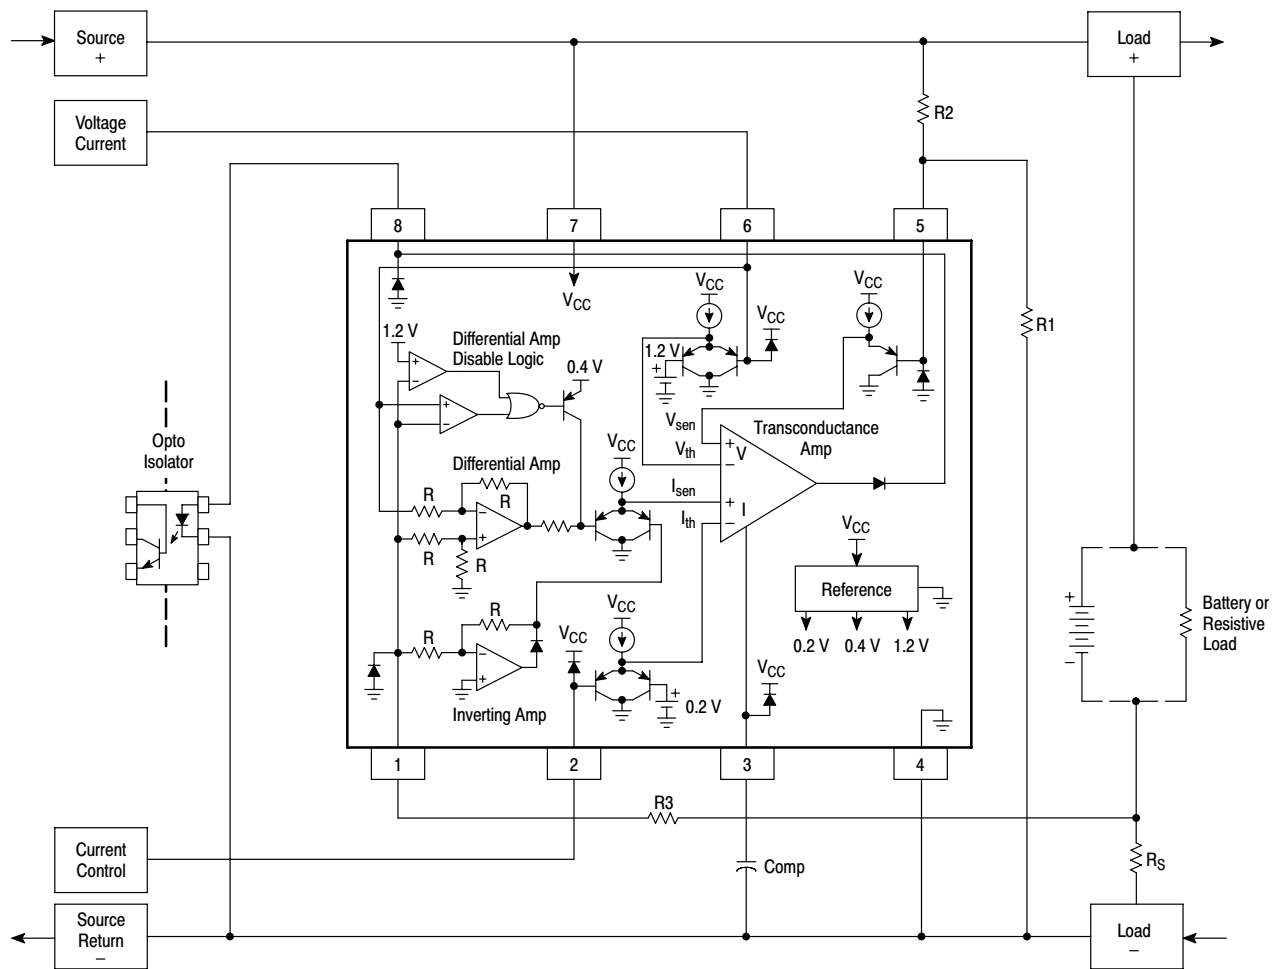 Source
+
Load
+
Voltage
Current
R2
8
7
6
5
VCC
VCC
VCC
VCC
1.2 V
Differential Amp
Disable Logic
0.4 V
1.2 V
+
R1
+
−
+
−
Opto
Isolator
Vsen
Vth
+
V
−
Transconductance
Amp
VCC
Differential Amp
Isen
Ith
+
I
−
R
R
−
+
R
R
VCC
Reference
0.2 V
0.4 V
1.2 V
+
−
Battery or
Resistive
Load
R
R
VCC
VCC
−
+
Inverting Amp
+
0.2 V
VCC
1
2
3
4
R3
Current
Control
Comp
RS
Source
Return
−
Load
−